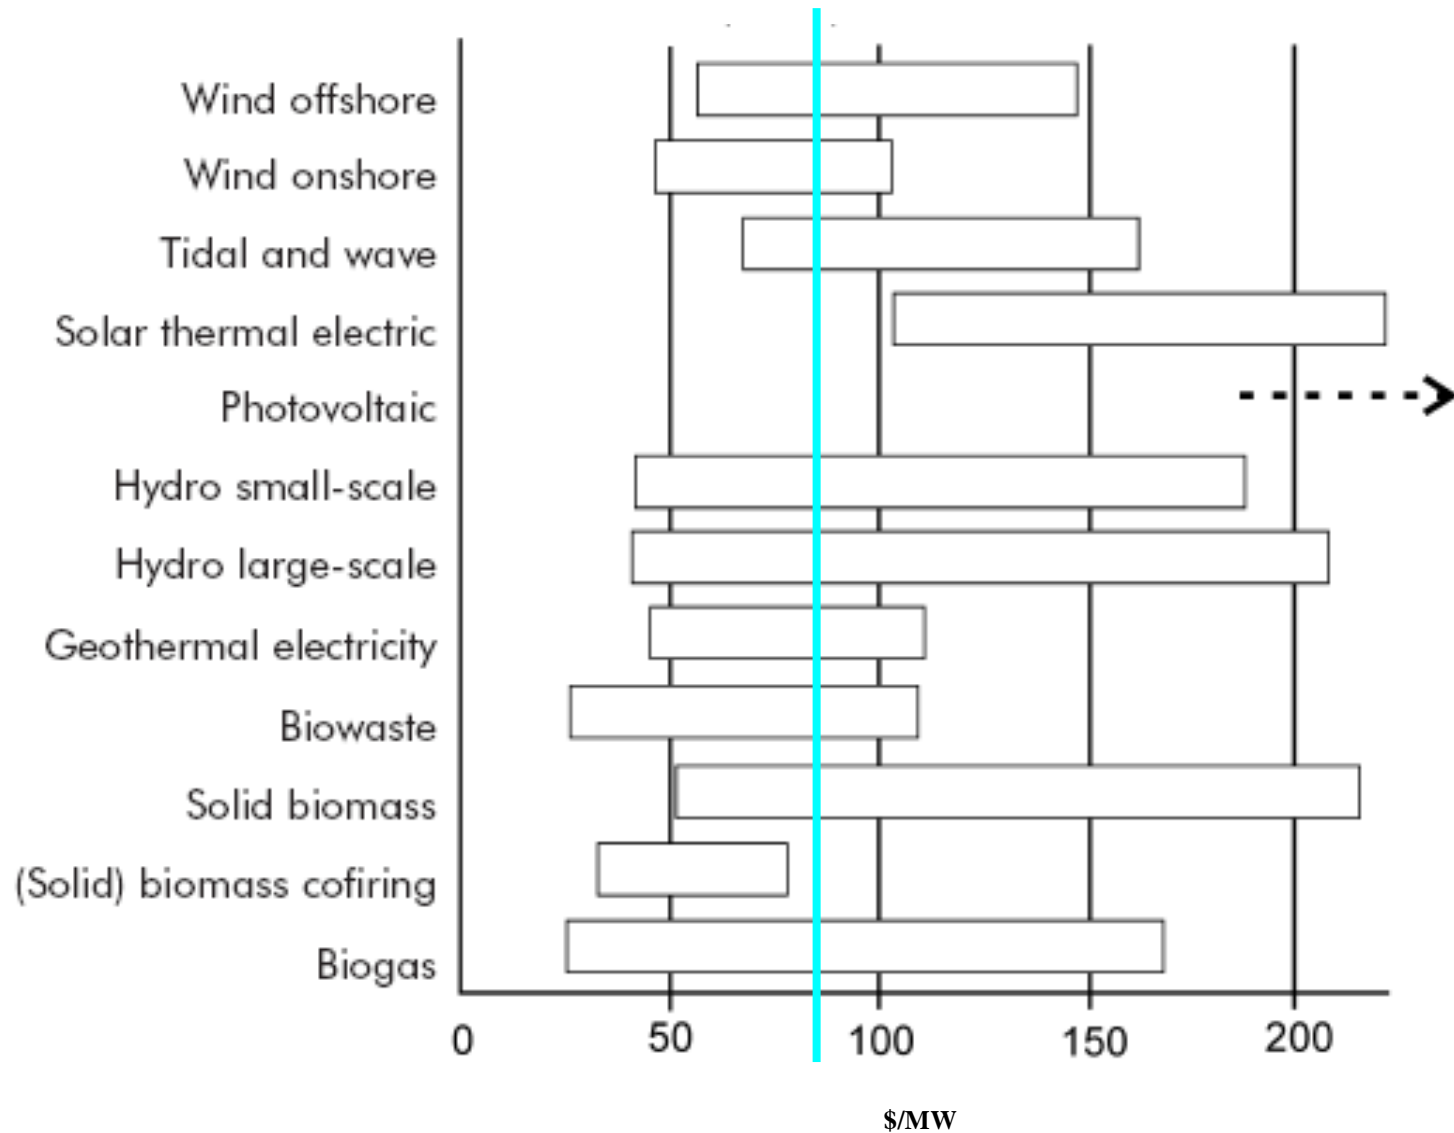 Wind offshore
Wind onshore
Tidal and wave
Solar thermal electric
Photovoltaic
Hydro small-scale
Hydro large-scale
Geothermal electricity
Biowaste
Solid biomass
(Solid) biomass cofiring
Biogas
0 50 100 150 200
$/MW